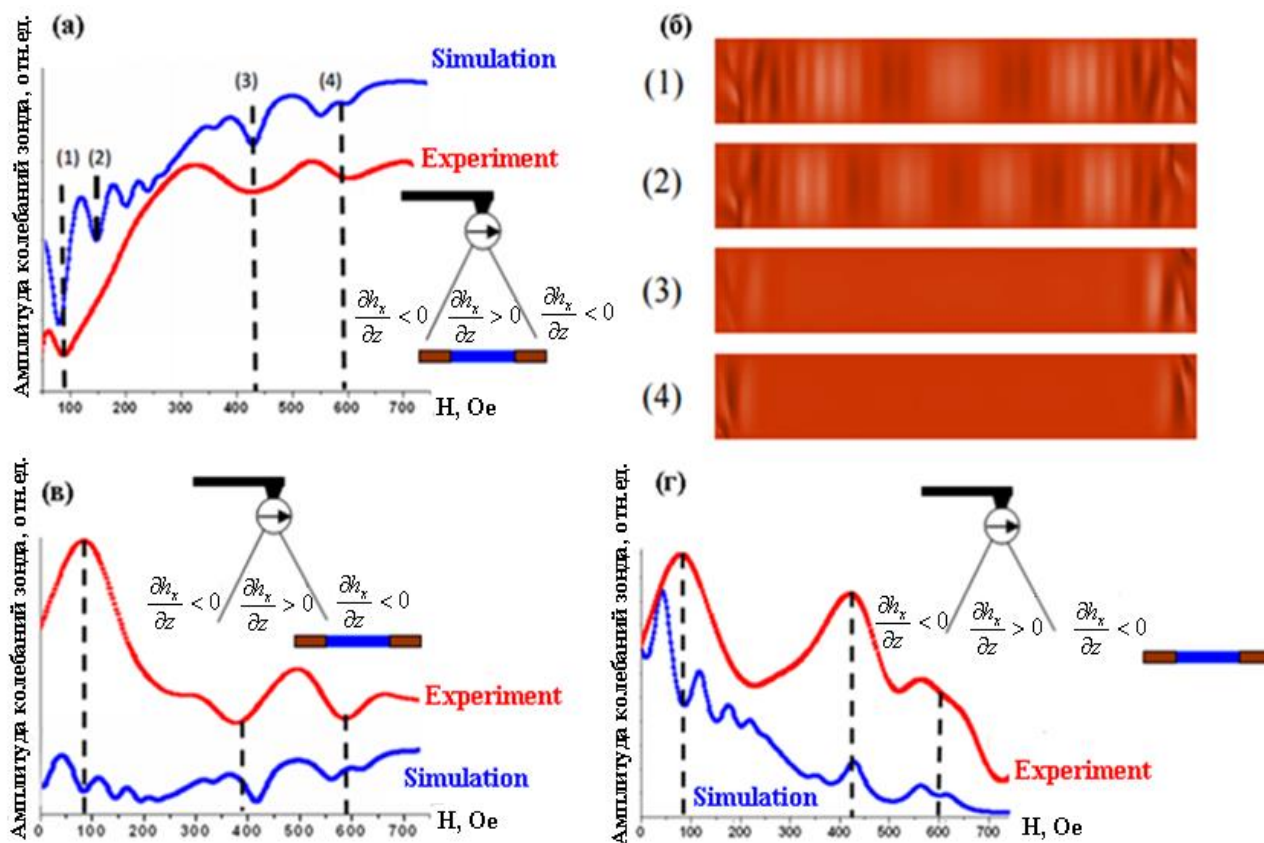 (а)
Амплитуда колебаний зонда, отн.ед.
Simulation
(1)
(2)
(3)
(4)
Experiment
∂hₓ/∂z < 0
∂hₓ/∂z > 0
∂hₓ/∂z < 0
100 200 300 400 500 600 700
H, Oe
(б)
(1)
(2)
(3)
(4)
(в)
Амплитуда колебаний зонда, отн.ед.
∂hₓ/∂z < 0
∂hₓ/∂z > 0
∂hₓ/∂z < 0
Experiment
Simulation
0 100 200 300 400 500 600 700
H, Oe
(г)
Амплитуда колебаний зонда, отн.ед.
∂hₓ/∂z < 0
∂hₓ/∂z > 0
∂hₓ/∂z < 0
Experiment
Simulation
0 100 200 300 400 500 600 700
H, Oe